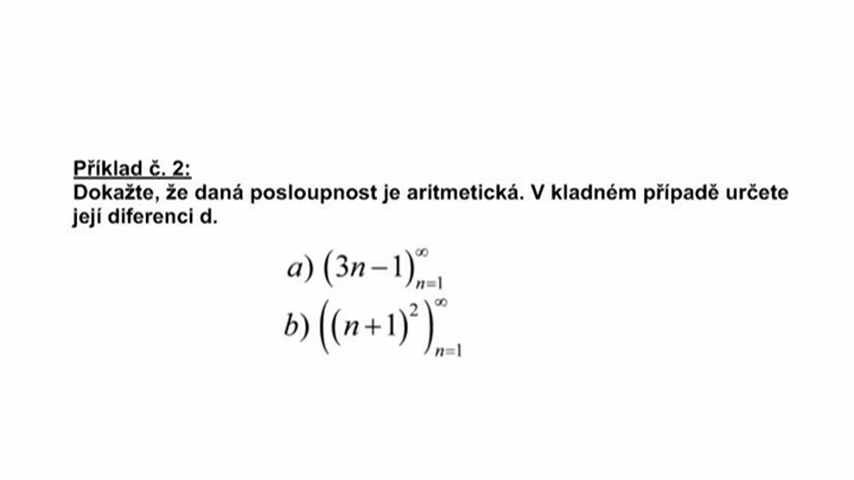 Příklad č. 2:
Dokažte, že daná posloupnost je aritmetická. V kladném případě určete
její diferenci d.
a) (3n−1)_{n=1}^{∞}
b) ((n+1)^2)_{n=1}^{∞}